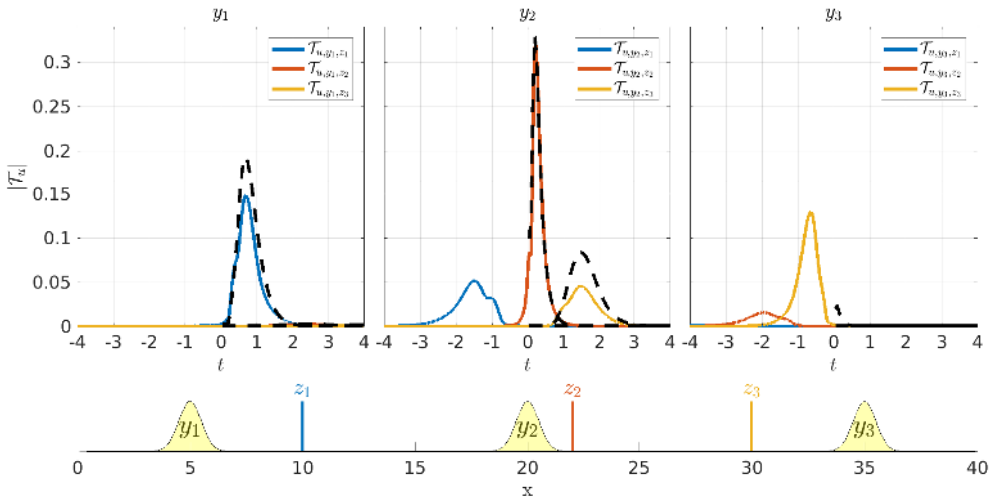 y₁ y₂ y₃
|𝒯ᵤ|
0.3
0.25
0.2
0.15
0.1
0.05
0
𝒯u,y₁,z₁
𝒯u,y₁,z₂
𝒯u,y₁,z₃
𝒯u,y₂,z₁
𝒯u,y₂,z₂
𝒯u,y₂,z₃
𝒯u,y₃,z₁
𝒯u,y₃,z₂
𝒯u,y₃,z₃
-4 -3 -2 -1 0 1 2 3 4
-4 -3 -2 -1 0 1 2 3 4
-4 -3 -2 -1 0 1 2 3 4
t t t
z₁ z₂ z₃
y₁ y₂ y₃
0 5 10 15 20 25 30 35 40
x